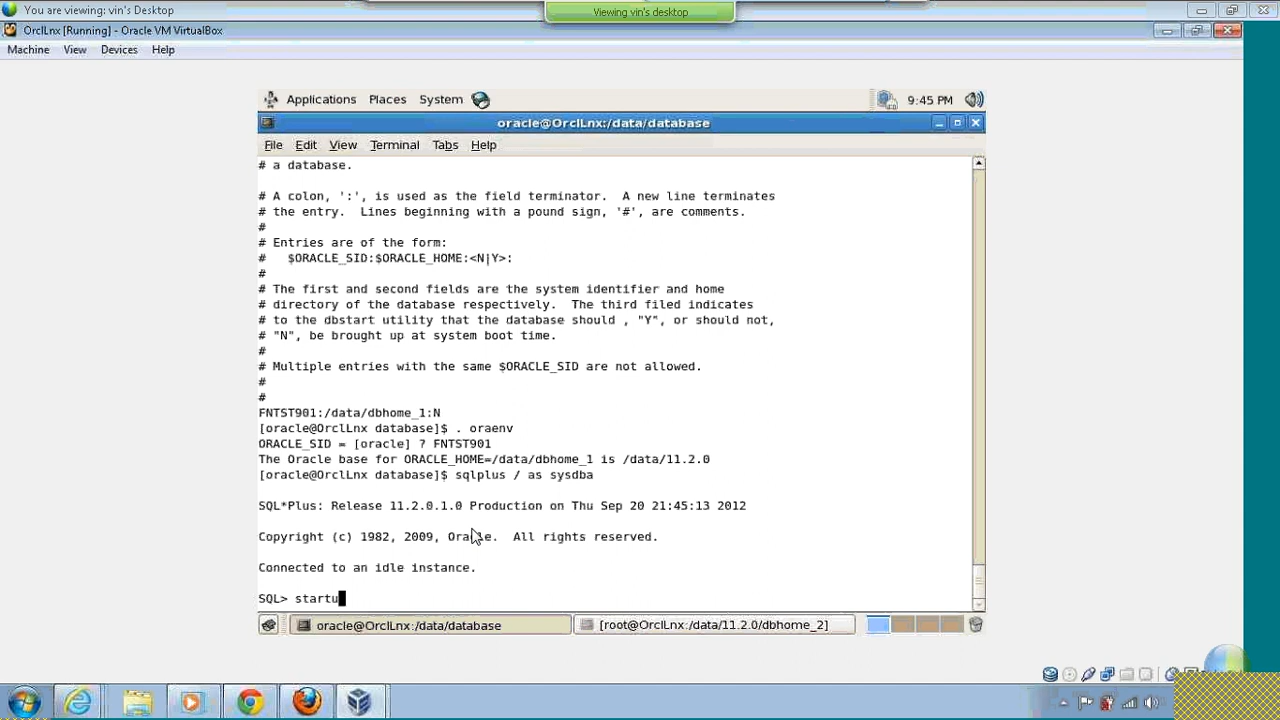 You are viewing: vin's Desktop
Viewing vin's desktop
OrclLnx [Running] - Oracle VM VirtualBox
Machine View Devices Help
Applications Places System 9:45 PM
oracle@OrclLnx:/data/database
File Edit View Terminal Tabs Help
# a database.
# A colon, ':', is used as the field terminator.  A new line terminates
# the entry.  Lines beginning with a pound sign, '#', are comments.
#
# Entries are of the form:
#   $ORACLE_SID:$ORACLE_HOME:<N|Y>:
#
# The first and second fields are the system identifier and home
# directory of the database respectively.  The third filed indicates
# to the dbstart utility that the database should , "Y", or should not,
# "N", be brought up at system boot time.
#
# Multiple entries with the same $ORACLE_SID are not allowed.
#
#
FNTST901:/data/dbhome_1:N
[oracle@OrclLnx database]$ . oraenv
ORACLE_SID = [oracle] ? FNTST901
The Oracle base for ORACLE_HOME=/data/dbhome_1 is /data/11.2.0
[oracle@OrclLnx database]$ sqlplus / as sysdba
SQL*Plus: Release 11.2.0.1.0 Production on Thu Sep 20 21:45:13 2012
Copyright (c) 1982, 2009, Oracle.  All rights reserved.
Connected to an idle instance.
SQL> startu
oracle@OrclLnx:/data/database [root@OrclLnx:/data/11.2.0/dbhome_2]